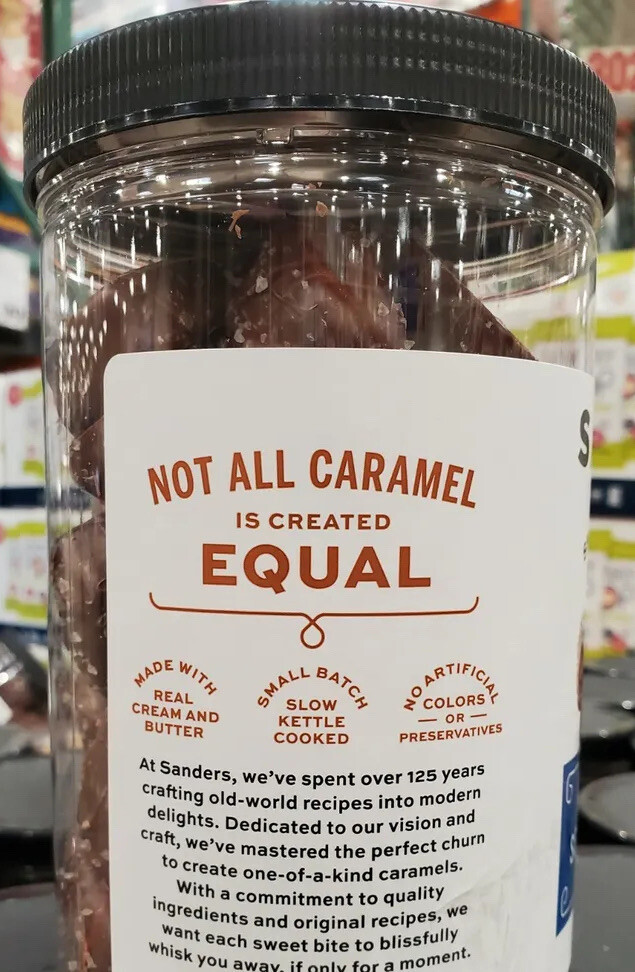 NOT ALL CARAMEL
IS CREATED
EQUAL
MADE WITH
REAL
CREAM AND
BUTTER
SMALL BATCH
SLOW
KETTLE
COOKED
NO ARTIFICIAL
COLORS
— OR —
PRESERVATIVES
At Sanders, we've spent over 125 years
crafting old-world recipes into modern
delights. Dedicated to our vision and
craft, we've mastered the perfect churn
to create one-of-a-kind caramels.
With a commitment to quality
ingredients and original recipes, we
want each sweet bite to blissfully
whisk you away, if only for a moment.